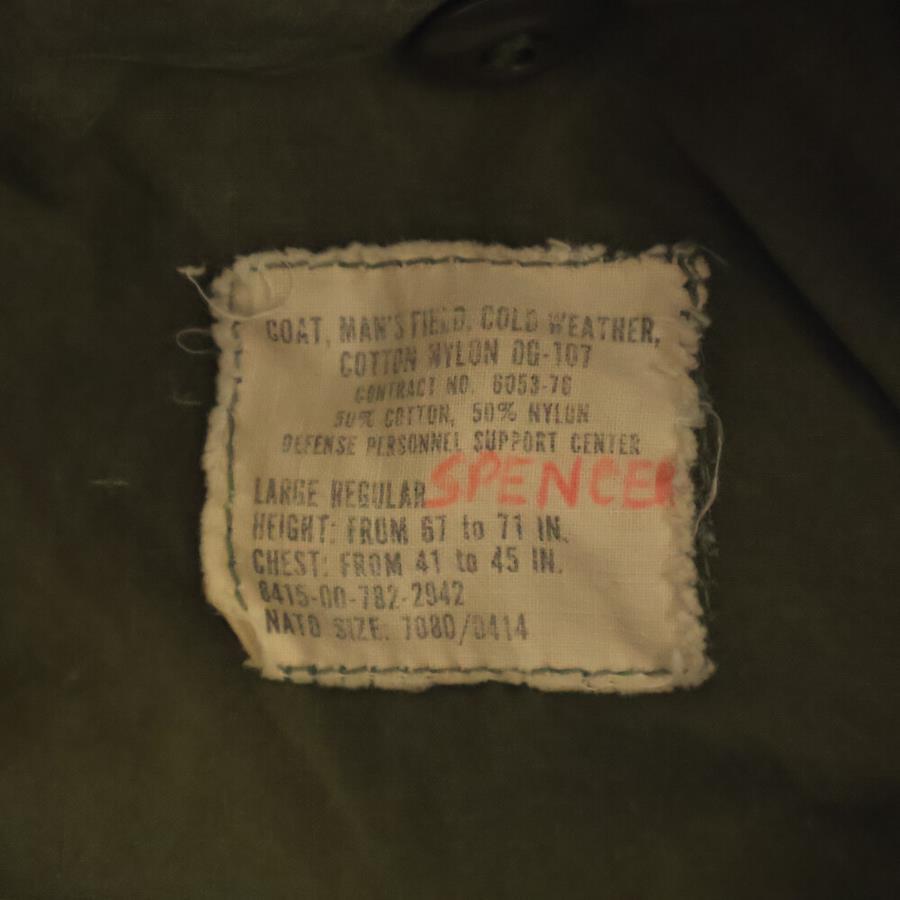 COAT, MAN'S FIELD, COLD WEATHER,
COTTON NYLON OG-107
CONTRACT NO. 6053-76
50% COTTON, 50% NYLON
DEFENSE PERSONNEL SUPPORT CENTER
SPENCER
LARGE REGULAR
HEIGHT: FROM 67 to 71 IN.
CHEST: FROM 41 to 45 IN.
8415-00-782-2942
NATO SIZE: 7080/0414